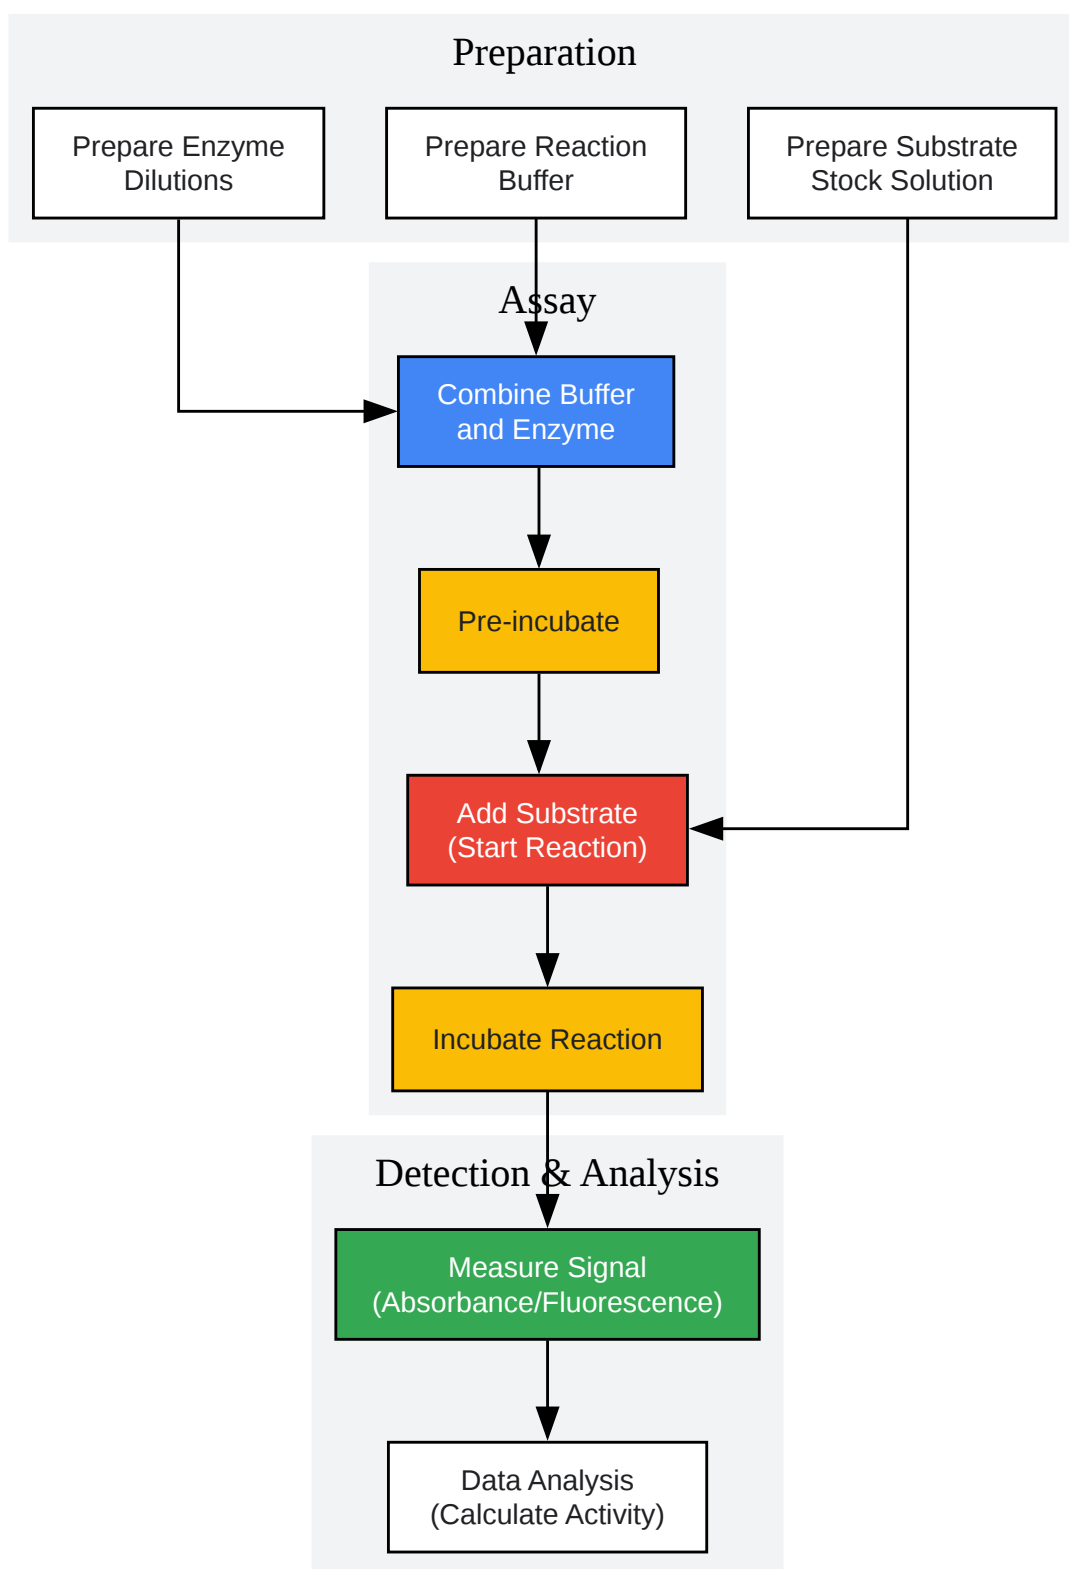 Preparation
Prepare Enzyme
Dilutions
Prepare Reaction
Buffer
Prepare Substrate
Stock Solution
Assay
Combine Buffer
and Enzyme
Pre-incubate
Add Substrate
(Start Reaction)
Incubate Reaction
Detection & Analysis
Measure Signal
(Absorbance/Fluorescence)
Data Analysis
(Calculate Activity)